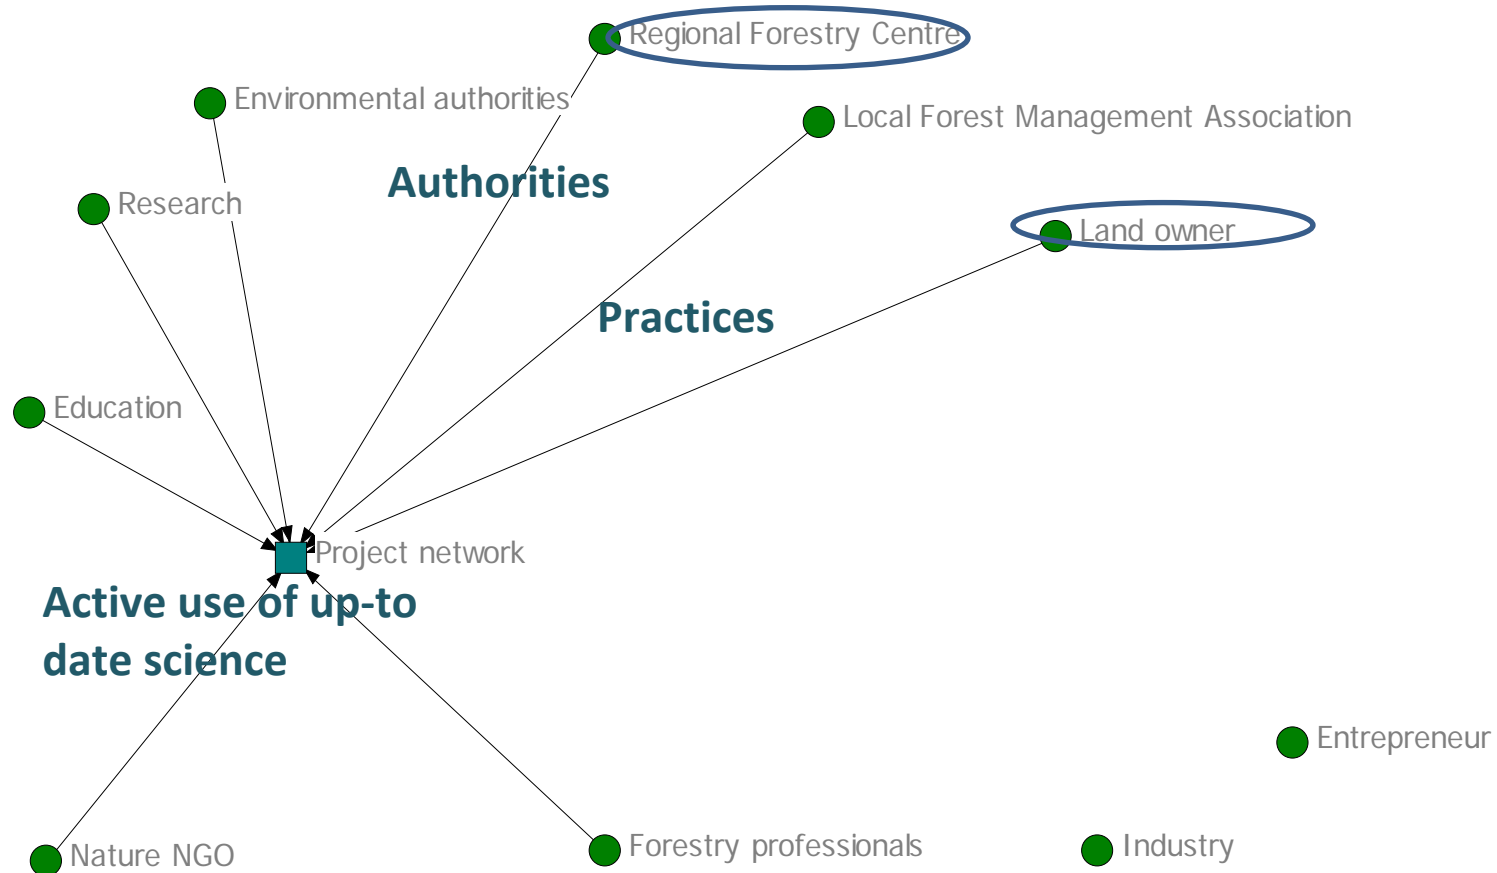 Regional Forestry Centre
Environmental authorities
Local Forest Management Association
Authorities
Research
Land owner
Practices
Education
Project network
Active use of up-to
date science
Entrepreneur
Nature NGO
Forestry professionals
Industry